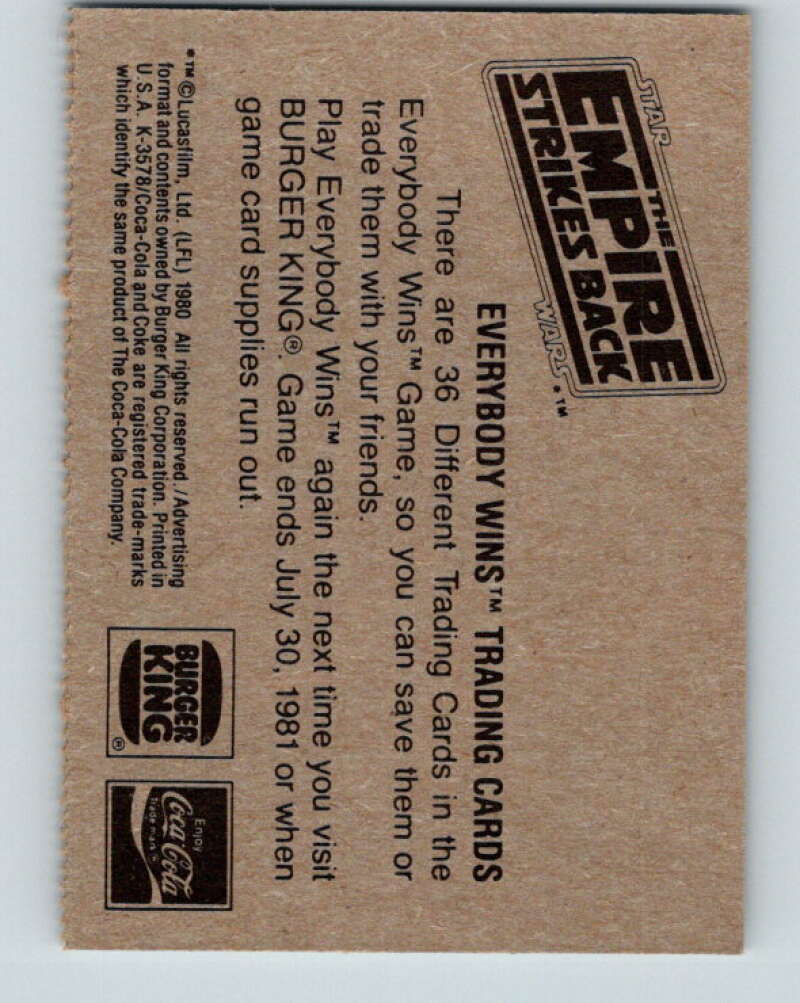 STAR
THE
EMPIRE
STRIKES BACK
WARS *™
EVERYBODY WINS™ TRADING CARDS
There are 36 Different Trading Cards in the
Everybody Wins™ Game, so you can save them or
trade them with your friends.
Play Everybody Wins™ again the next time you visit
BURGER KING®. Game ends July 30, 1981 or when
game card supplies run out.
*™©Lucasfilm, Ltd. (LFL) 1980 All rights reserved./Advertising
format and contents owned by Burger King Corporation. Printed in
U.S.A. K-3578/Coca-Cola and Coke are registered trade-marks
which identify the same product of The Coca-Cola Company.
BURGER
KING
®
Enjoy
Coca-Cola
Trade mark ®